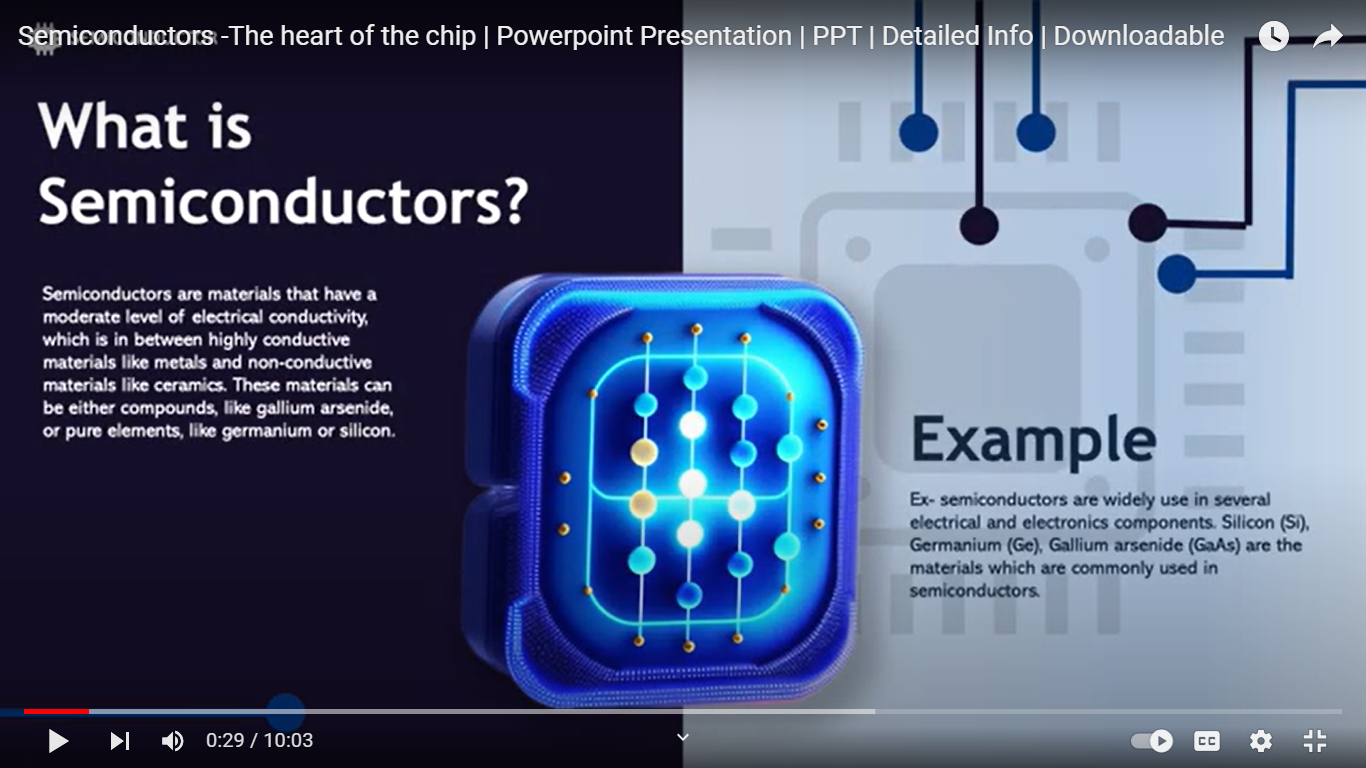 Semiconductors -The heart of the chip | Powerpoint Presentation | PPT | Detailed Info | Downloadable
What is
Semiconductors?
Semiconductors are materials that have a
moderate level of electrical conductivity,
which is in between highly conductive
materials like metals and non-conductive
materials like ceramics. These materials can
be either compounds, like gallium arsenide,
or pure elements, like germanium or silicon.
Example
Ex- semiconductors are widely use in several
electrical and electronics components. Silicon (Si),
Germanium (Ge), Gallium arsenide (GaAs) are the
materials which are commonly used in
semiconductors.
0:29 / 10:03
CC